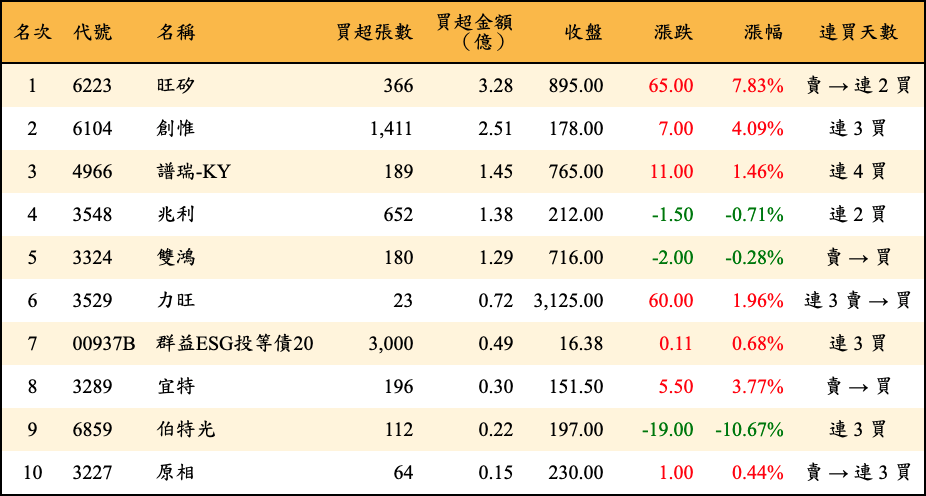 名次 代號 名稱 買超張數 買超金額（億） 收盤 漲跌 漲幅 連買天數
1 6223 旺矽 366 3.28 895.00 65.00 7.83% 賣 → 連 2 買
2 6104 創惟 1,411 2.51 178.00 7.00 4.09% 連 3 買
3 4966 譜瑞-KY 189 1.45 765.00 11.00 1.46% 連 4 買
4 3548 兆利 652 1.38 212.00 -1.50 -0.71% 連 2 買
5 3324 雙鴻 180 1.29 716.00 -2.00 -0.28% 賣 → 買
6 3529 力旺 23 0.72 3,125.00 60.00 1.96% 連 3 賣 → 買
7 00937B 群益ESG投等債20 3,000 0.49 16.38 0.11 0.68% 連 3 買
8 3289 宜特 196 0.30 151.50 5.50 3.77% 賣 → 買
9 6859 伯特光 112 0.22 197.00 -19.00 -10.67% 連 3 買
10 3227 原相 64 0.15 230.00 1.00 0.44% 賣 → 連 3 買